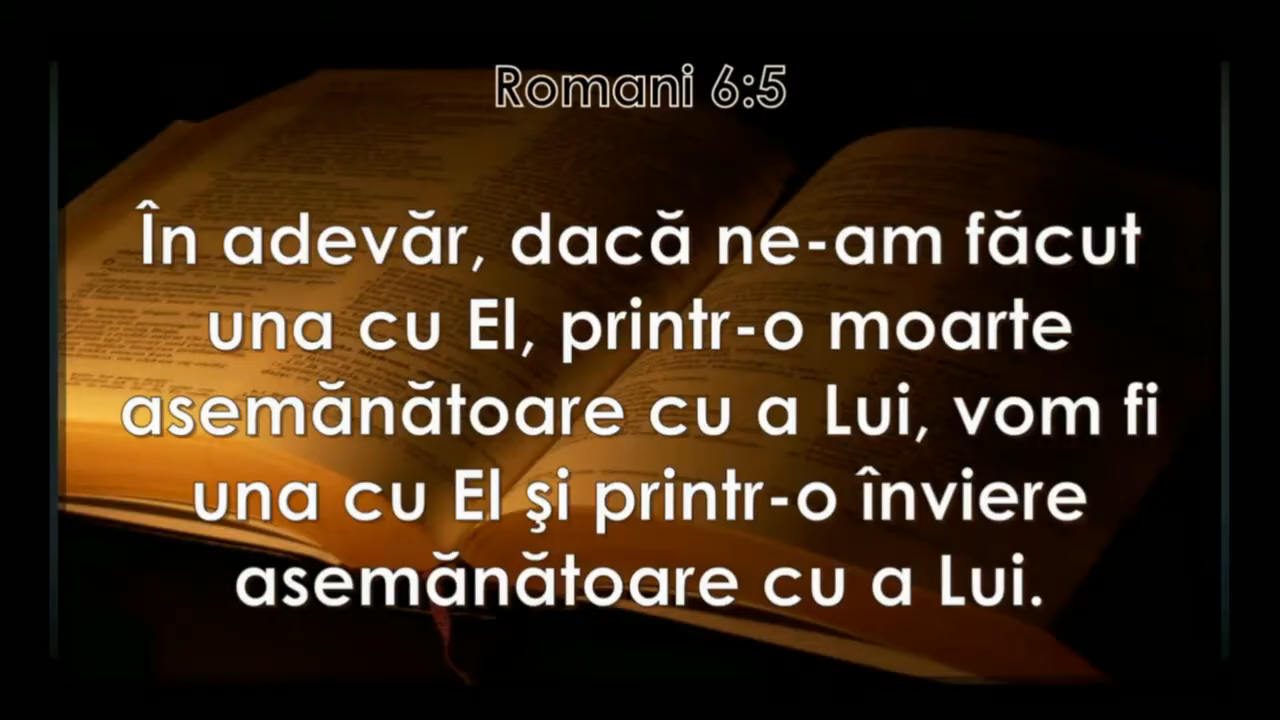 Romani 6:5
În adevăr, dacă ne-am făcut
una cu El, printr-o moarte
asemănătoare cu a Lui, vom fi
una cu El şi printr-o înviere
asemănătoare cu a Lui.